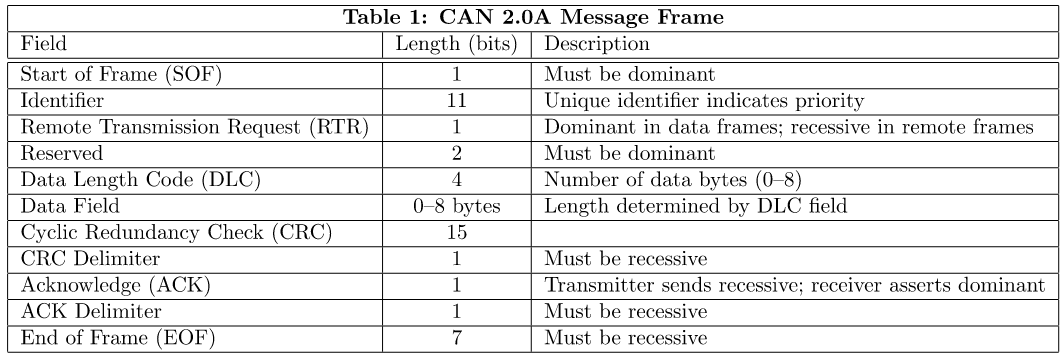 Table 1: CAN 2.0A Message Frame
Field Length (bits) Description
Start of Frame (SOF) 1 Must be dominant
Identifier 11 Unique identifier indicates priority
Remote Transmission Request (RTR) 1 Dominant in data frames; recessive in remote frames
Reserved 2 Must be dominant
Data Length Code (DLC) 4 Number of data bytes (0–8)
Data Field 0–8 bytes Length determined by DLC field
Cyclic Redundancy Check (CRC) 15
CRC Delimiter 1 Must be recessive
Acknowledge (ACK) 1 Transmitter sends recessive; receiver asserts dominant
ACK Delimiter 1 Must be recessive
End of Frame (EOF) 7 Must be recessive